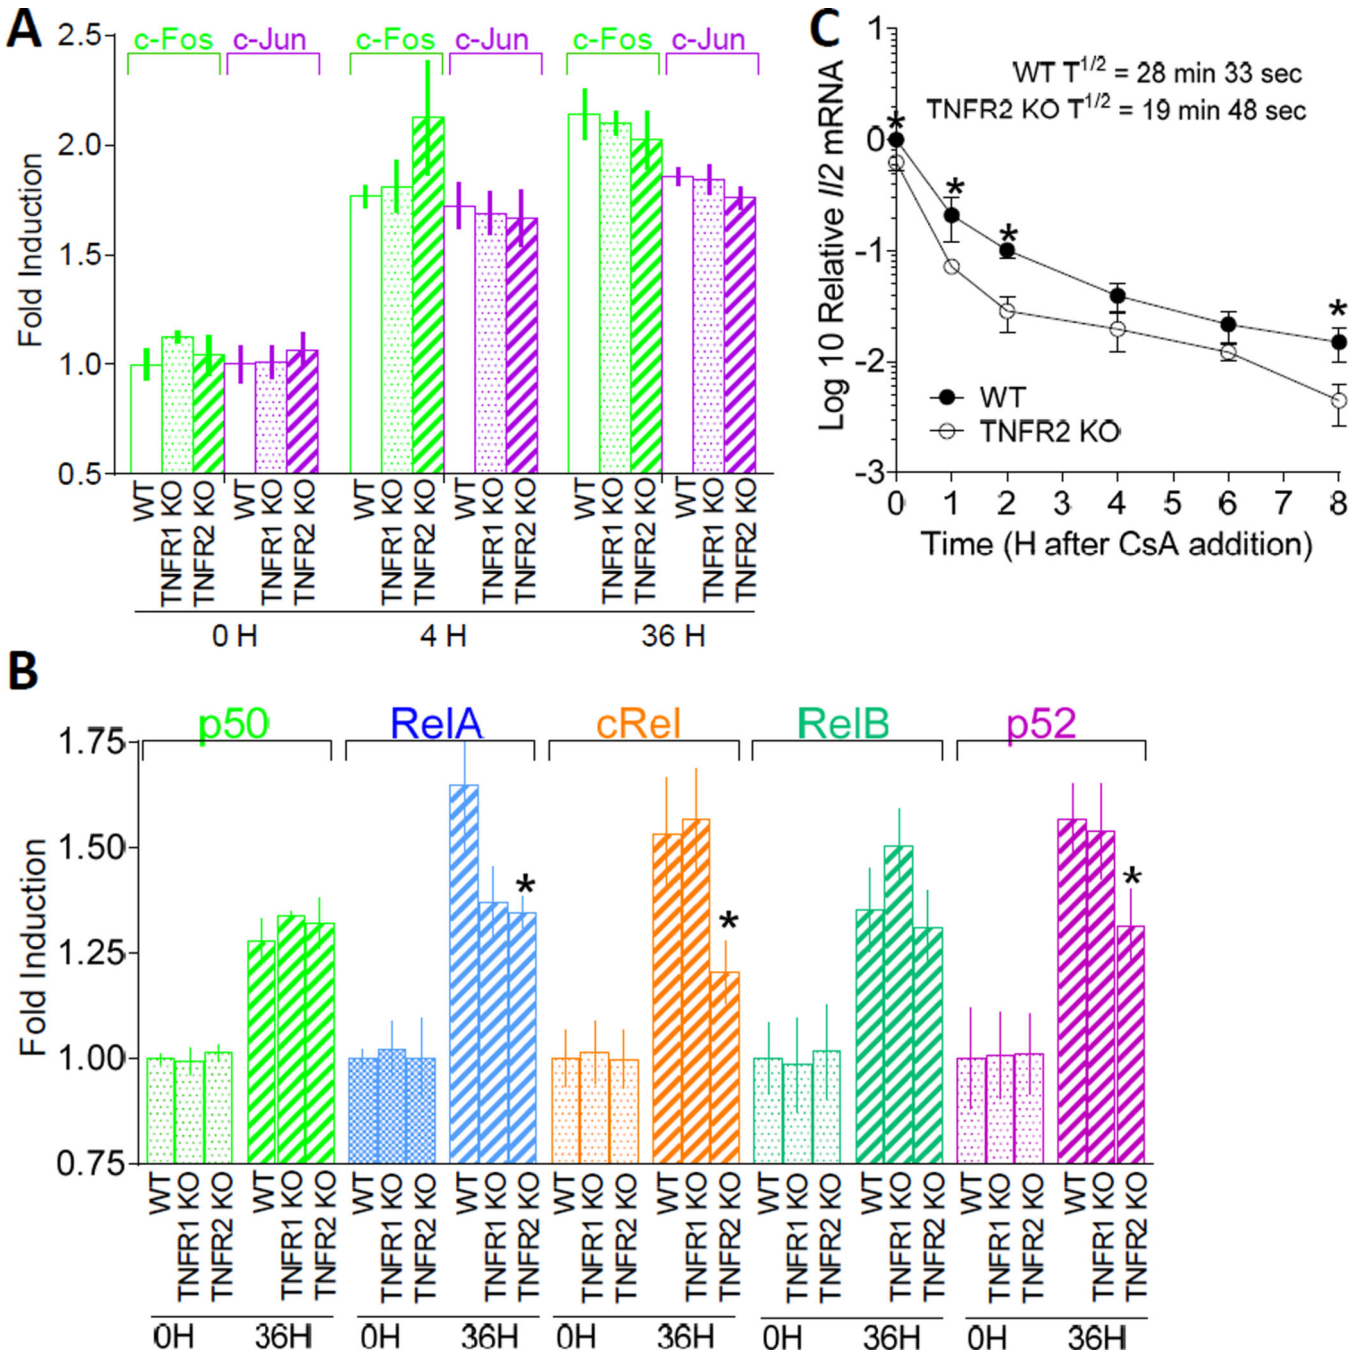 A
c-Fos c-Jun c-Fos c-Jun c-Fos c-Jun
2.5
2.0
1.5
1.0
0.5
Fold Induction
WT TNFR1 KO TNFR2 KO WT TNFR1 KO TNFR2 KO WT TNFR1 KO TNFR2 KO WT TNFR1 KO TNFR2 KO WT TNFR1 KO TNFR2 KO WT TNFR1 KO TNFR2 KO
0 H 4 H 36 H
C
WT T1/2 = 28 min 33 sec
TNFR2 KO T1/2 = 19 min 48 sec
1
0
-1
-2
-3
Log 10 Relative Il2 mRNA
* * * *
WT
TNFR2 KO
0 1 2 3 4 5 6 7 8
Time (H after CsA addition)
B
p50 RelA cRel RelB p52
1.75
1.50
1.25
1.00
0.75
Fold Induction
* * *
WT TNFR1 KO TNFR2 KO WT TNFR1 KO TNFR2 KO WT TNFR1 KO TNFR2 KO WT TNFR1 KO TNFR2 KO WT TNFR1 KO TNFR2 KO WT TNFR1 KO TNFR2 KO WT TNFR1 KO TNFR2 KO WT TNFR1 KO TNFR2 KO WT TNFR1 KO TNFR2 KO WT TNFR1 KO TNFR2 KO
0H 36H 0H 36H 0H 36H 0H 36H 0H 36H